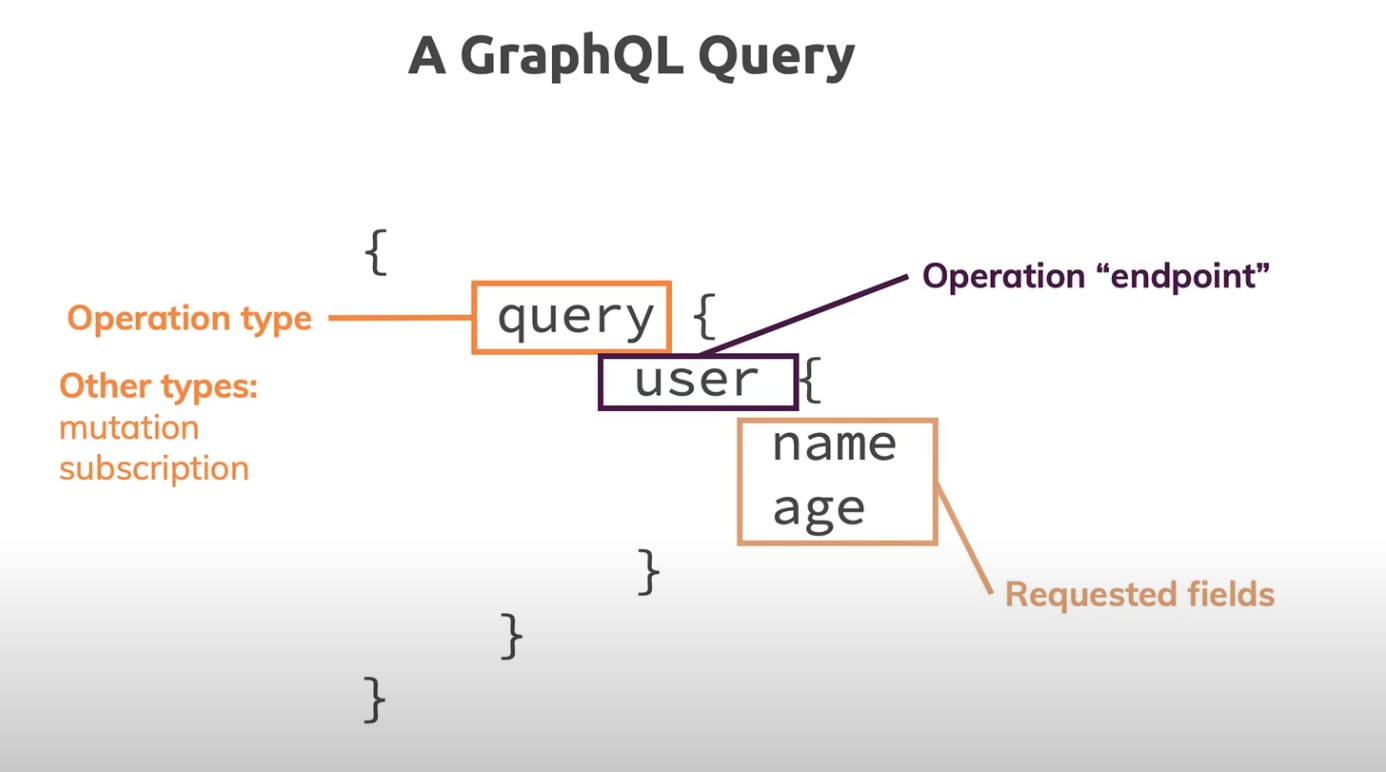 A GraphQL Query
{
Operation "endpoint"
Operation type
query {
Other types:
mutation
subscription
user {
name
age
}
Requested fields
}
}